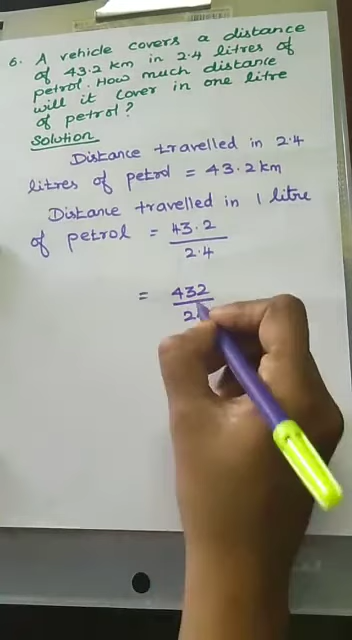 6. A vehicle covers a distance
of 43.2 km in 2.4 litres of
petrol. How much distance
will it cover in one litre
of petrol?
Solution
Distance travelled in 2.4
litres of petrol = 43.2 km
Distance travelled in 1 litre
of petrol = 43.2
2.4
= 432